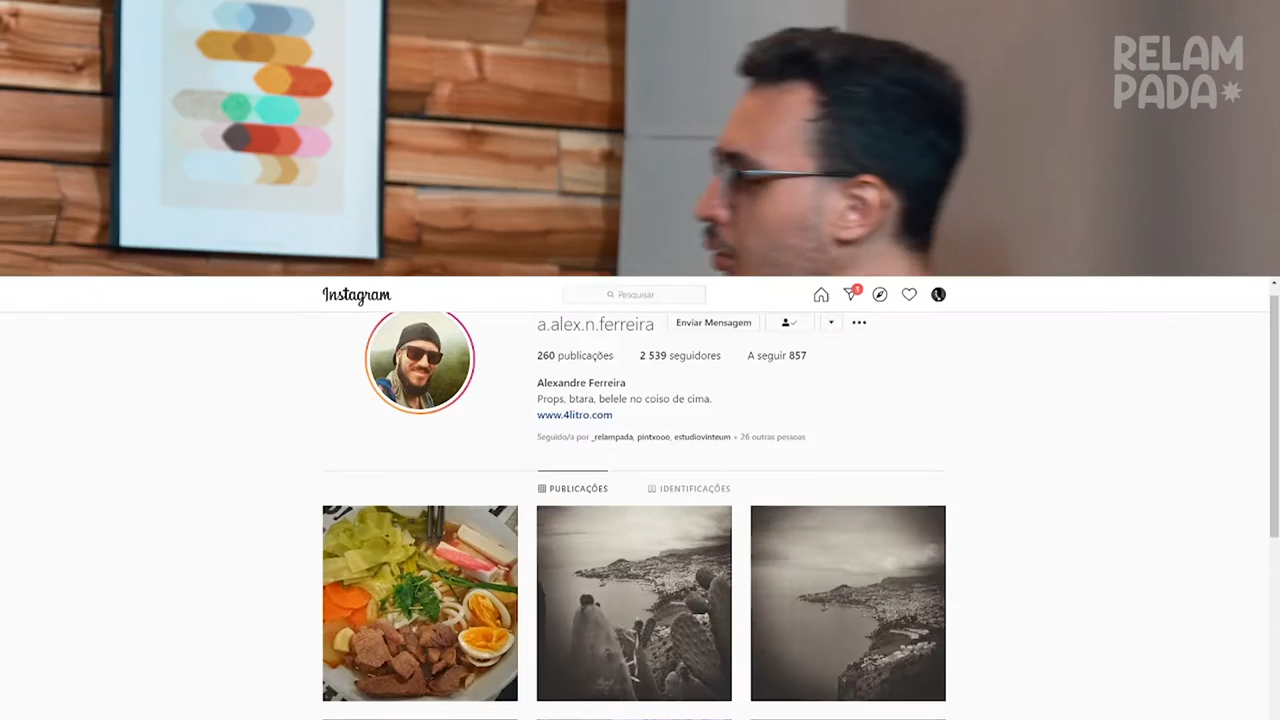 RELAM
PADA
Instagram
Pesquisar
3
a.alex.n.ferreira
Enviar Mensagem
260 publicações
2 539 seguidores
A seguir 857
Alexandre Ferreira
Props, btara, belele no coiso de cima.
www.4litro.com
Seguido/a por _relampada, pintxooo, estudiovinteum + 26 outras pessoas
PUBLICAÇÕES
IDENTIFICAÇÕES